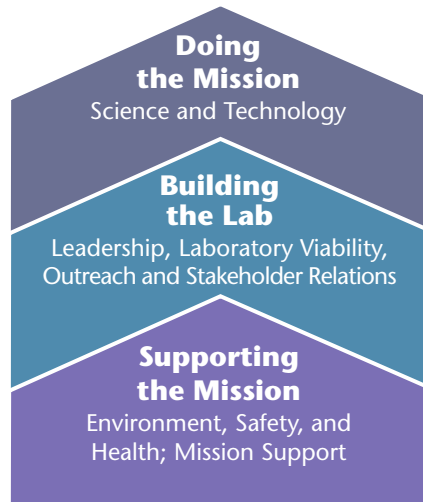 Doing
the Mission
Science and Technology
Building
the Lab
Leadership, Laboratory Viability,
Outreach and Stakeholder Relations
Supporting
the Mission
Environment, Safety, and
Health; Mission Support